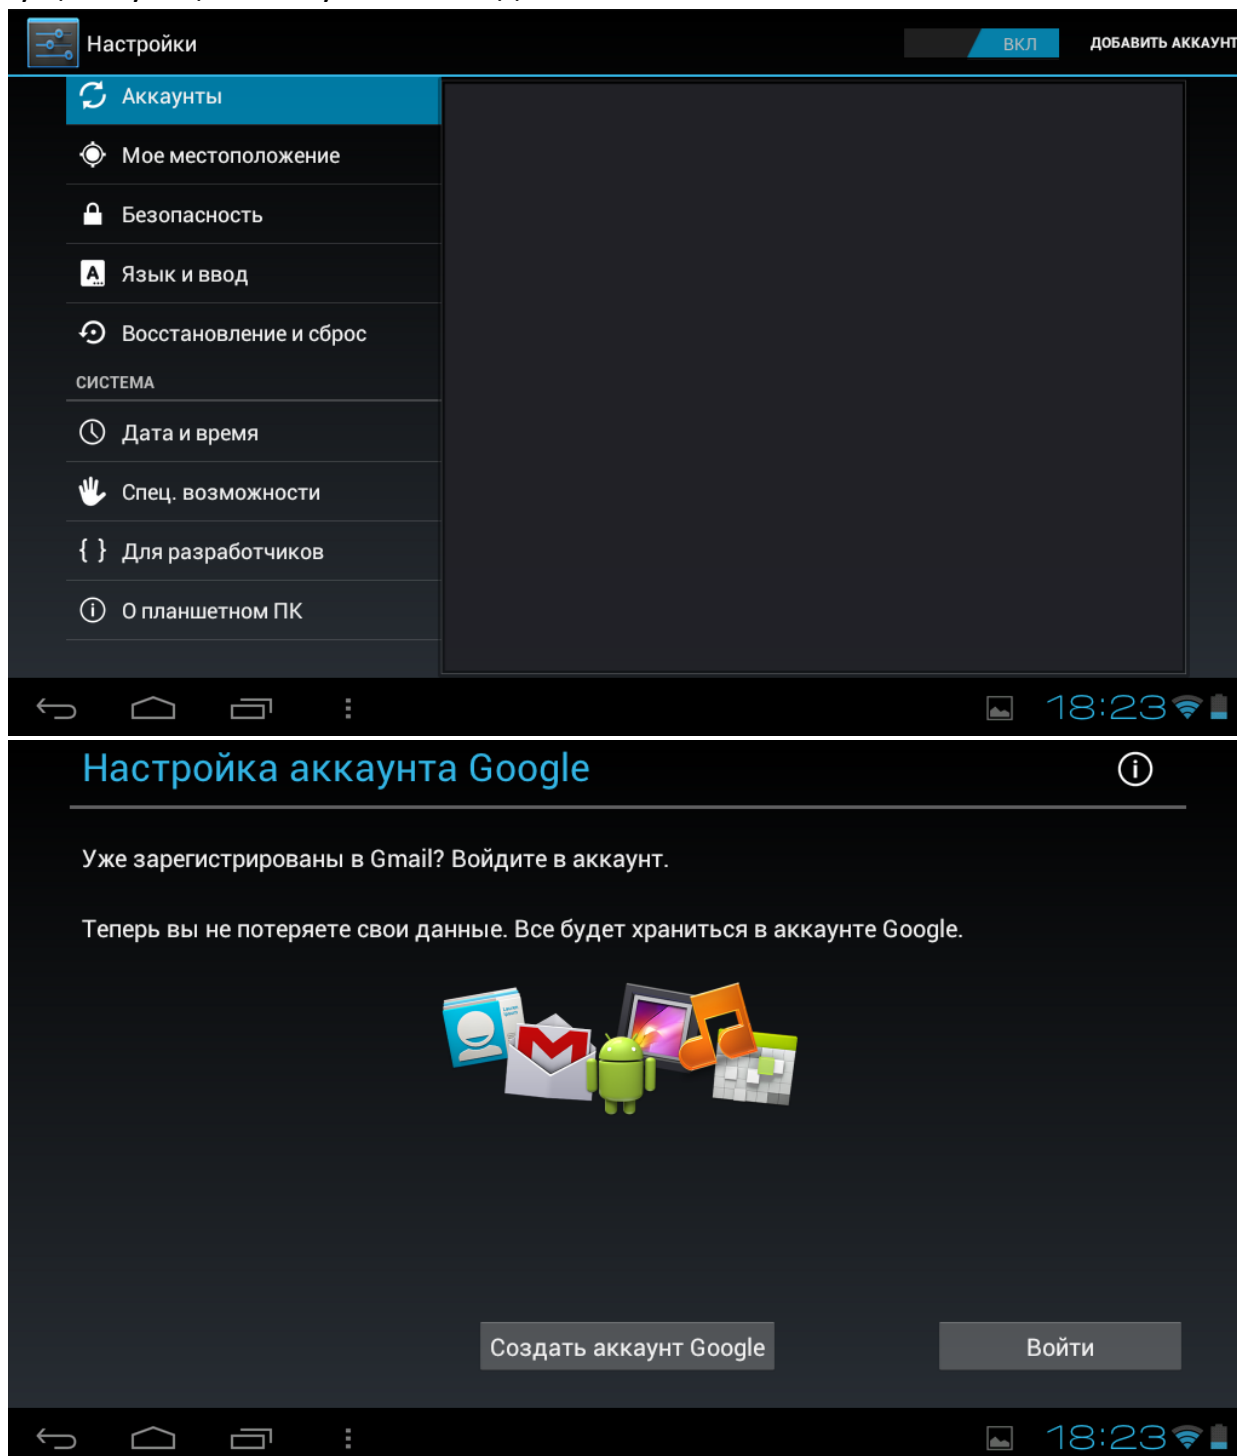 Настройки
ВКЛ
ДОБАВИТЬ АККАУНТ
Аккаунты
Мое местоположение
Безопасность
Язык и ввод
Восстановление и сброс
СИСТЕМА
Дата и время
Спец. возможности
Для разработчиков
О планшетном ПК
18:23
Настройка аккаунта Google
Уже зарегистрированы в Gmail? Войдите в аккаунт.
Теперь вы не потеряете свои данные. Все будет храниться в аккаунте Google.
Создать аккаунт Google
Войти
18:23